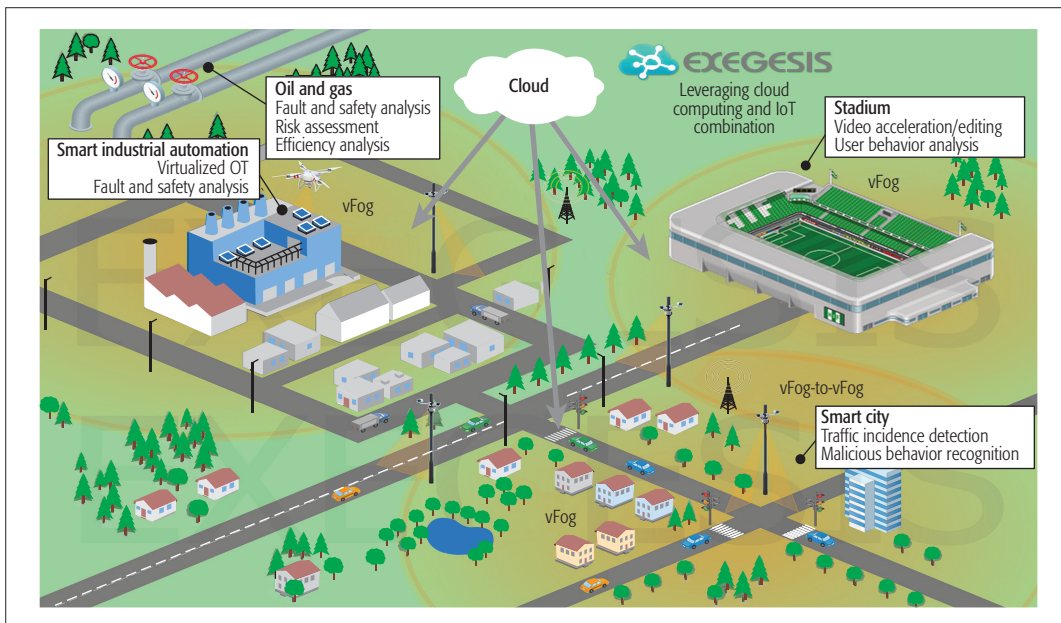 Cloud
EXEGESIS
Leveraging cloud
computing and IoT
combination
Oil and gas
Fault and safety analysis
Risk assessment
Efficiency analysis
Stadium
Video acceleration/editing
User behavior analysis
Smart industrial automation
Virtualized OT
Fault and safety analysis
vFog
vFog
vFog-to-vFog
Smart city
Traffic incidence detection
Malicious behavior recognition
vFog
EXEGESIS
EXEGESIS